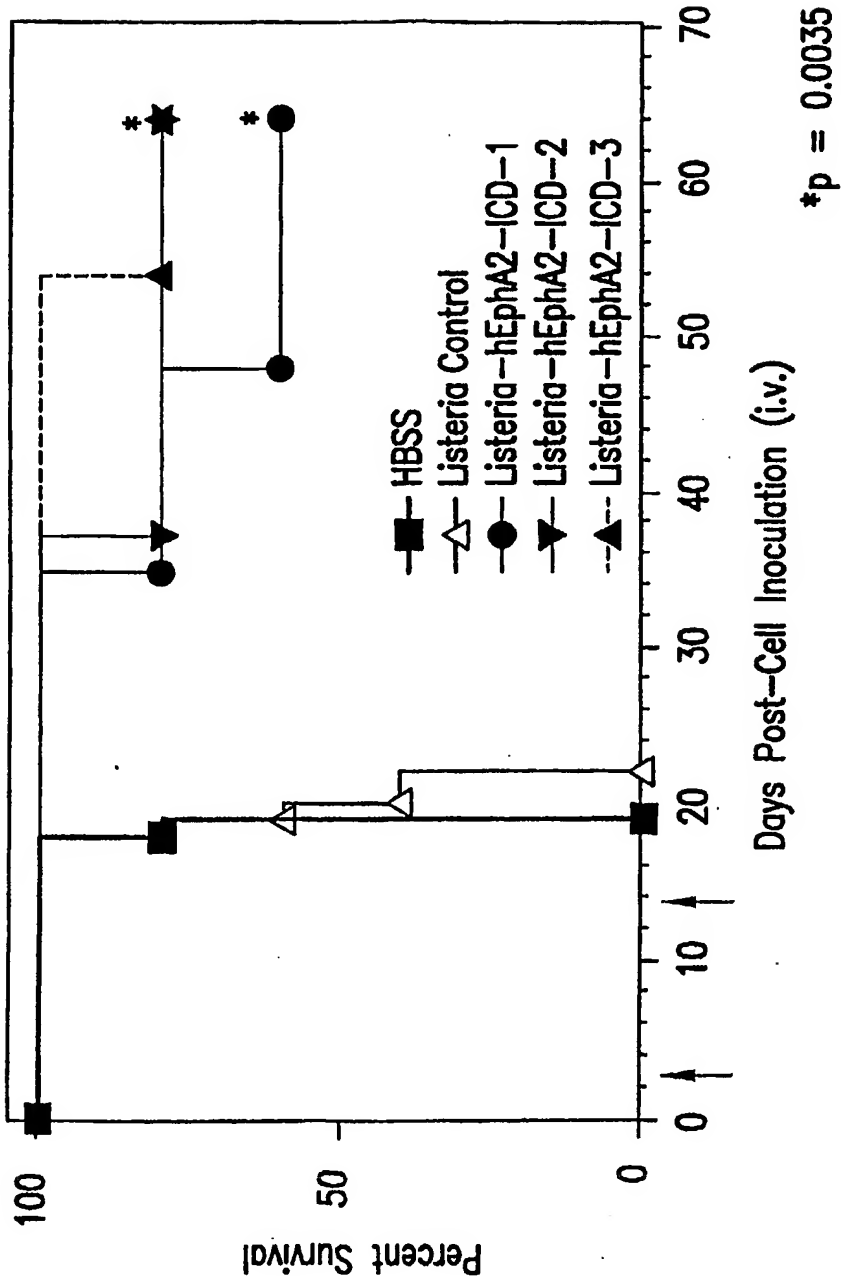 Percent Survival
100
50
0
0 10 20 30 40 50 60 70
Days Post-Cell Inoculation (i.v.)
HBSS
Listeria Control
Listeria-hEphA2-ICD-1
Listeria-hEphA2-ICD-2
Listeria-hEphA2-ICD-3
*
*
*p = 0.0035